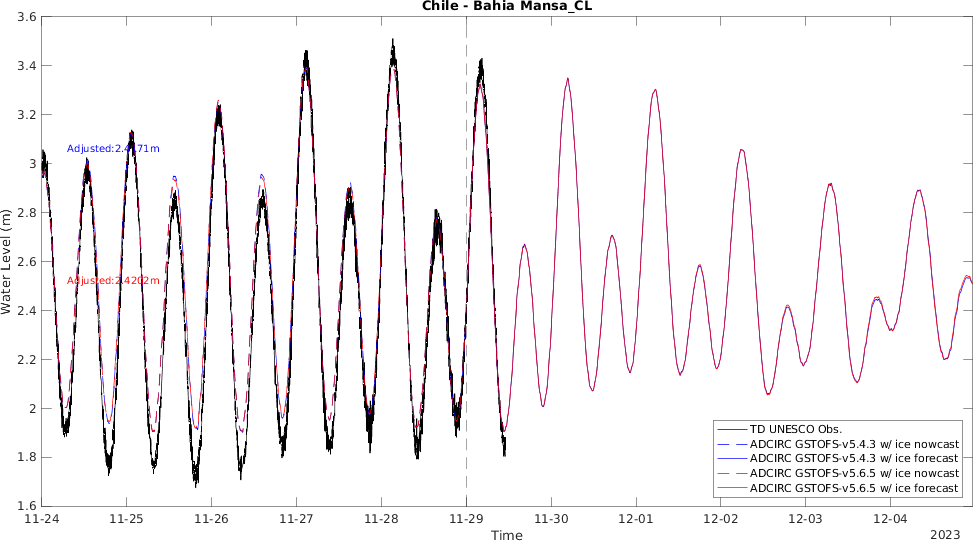 Chile - Bahia Mansa_CL
3.6
3.4
3.2
3
2.8
2.6
2.4
2.2
2
1.8
1.6
Water Level (m)
Adjusted:2.4171m
Adjusted:2.4202m
TD UNESCO Obs.
ADCIRC GSTOFS-v5.4.3 w/ ice nowcast
ADCIRC GSTOFS-v5.4.3 w/ ice forecast
ADCIRC GSTOFS-v5.6.5 w/ ice nowcast
ADCIRC GSTOFS-v5.6.5 w/ ice forecast
11-24 11-25 11-26 11-27 11-28 11-29 11-30 12-01 12-02 12-03 12-04
Time
2023